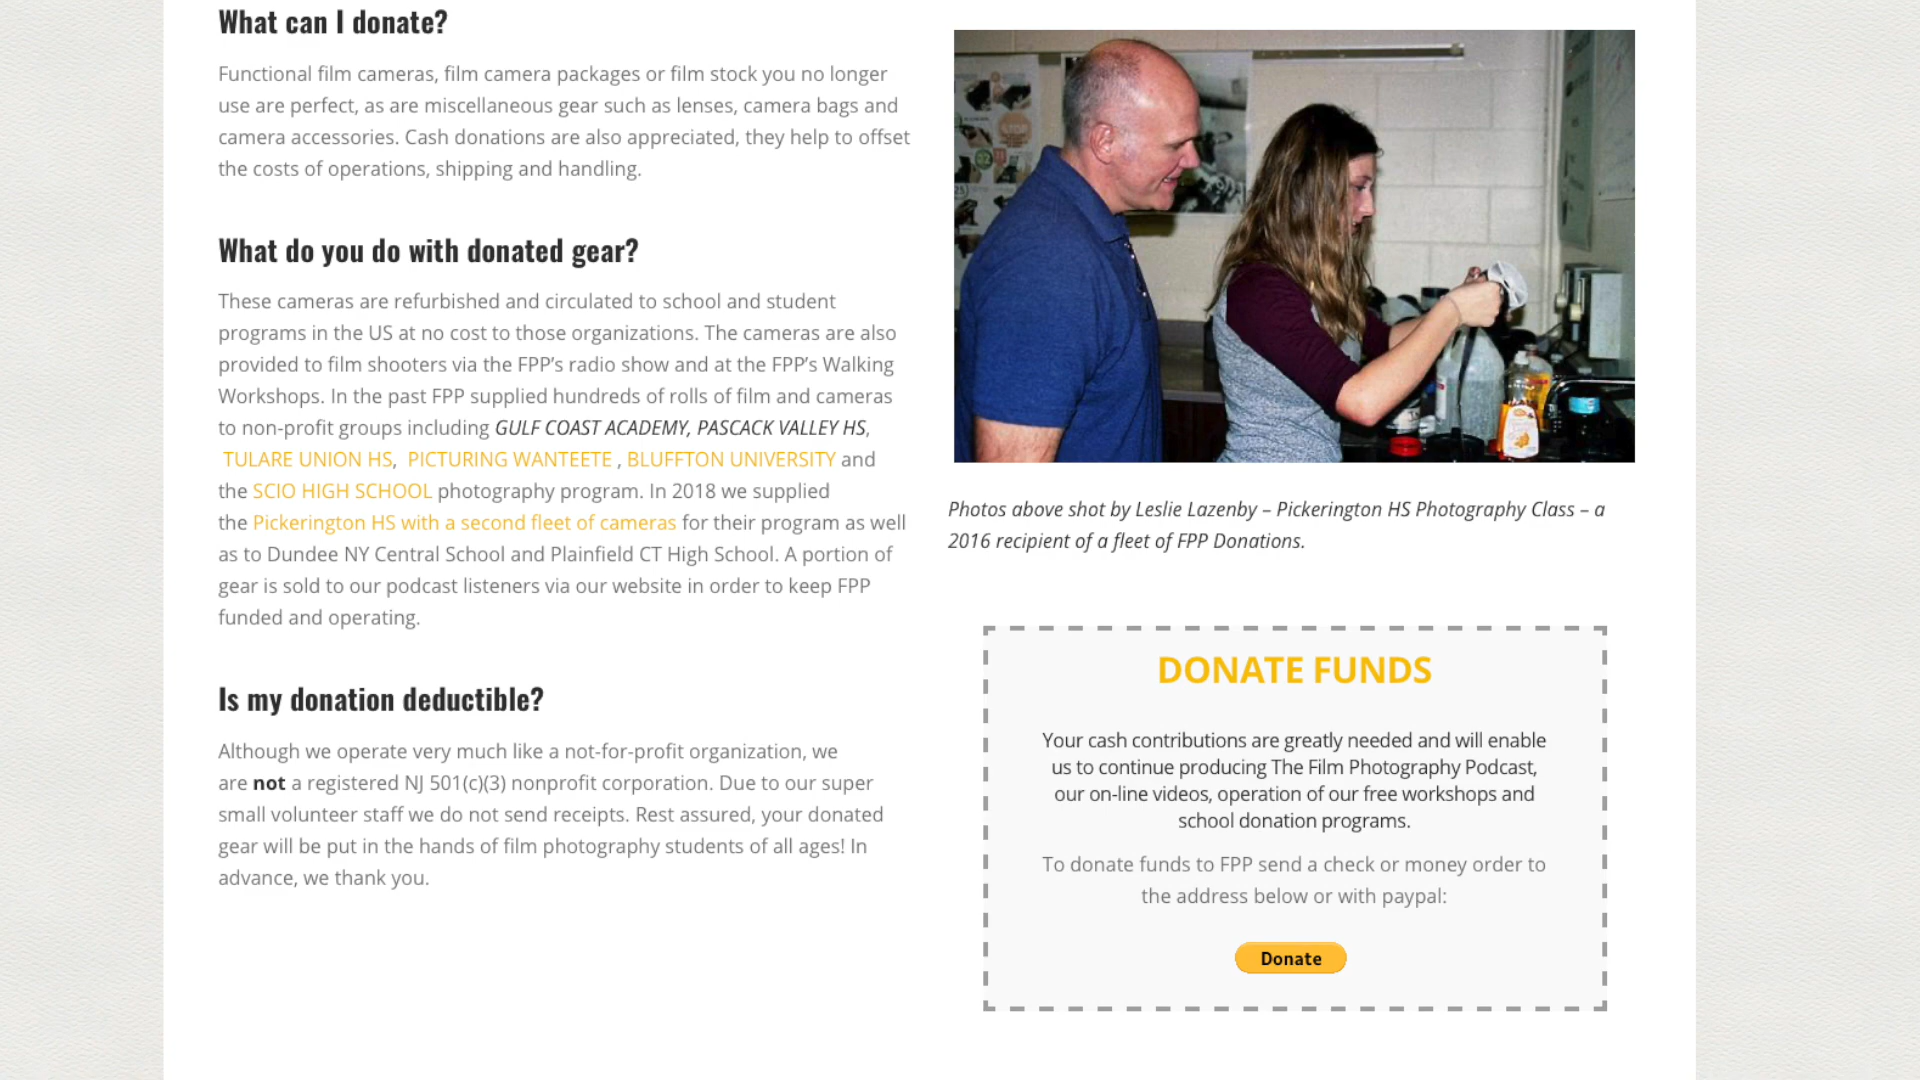 What can I donate?
Functional film cameras, film camera packages or film stock you no longer
use are perfect, as are miscellaneous gear such as lenses, camera bags and
camera accessories. Cash donations are also appreciated, they help to offset
the costs of operations, shipping and handling.
What do you do with donated gear?
These cameras are refurbished and circulated to school and student
programs in the US at no cost to those organizations. The cameras are also
provided to film shooters via the FPP’s radio show and at the FPP’s Walking
Workshops. In the past FPP supplied hundreds of rolls of film and cameras
to non-profit groups including GULF COAST ACADEMY, PASCACK VALLEY HS,
TULARE UNION HS, PICTURING WANTEETE , BLUFFTON UNIVERSITY and
the SCIO HIGH SCHOOL photography program. In 2018 we supplied
the Pickerington HS with a second fleet of cameras for their program as well
as to Dundee NY Central School and Plainfield CT High School. A portion of
gear is sold to our podcast listeners via our website in order to keep FPP
funded and operating.
Is my donation deductible?
Although we operate very much like a not-for-profit organization, we
are not a registered NJ 501(c)(3) nonprofit corporation. Due to our super
small volunteer staff we do not send receipts. Rest assured, your donated
gear will be put in the hands of film photography students of all ages! In
advance, we thank you.
Photos above shot by Leslie Lazenby – Pickerington HS Photography Class – a
2016 recipient of a fleet of FPP Donations.
DONATE FUNDS
Your cash contributions are greatly needed and will enable
us to continue producing The Film Photography Podcast,
our on-line videos, operation of our free workshops and
school donation programs.
To donate funds to FPP send a check or money order to
the address below or with paypal:
Donate